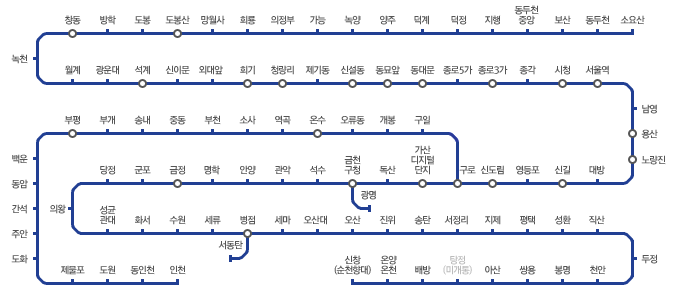 창동 방학 도봉 도봉산 망월사 회룡 의정부 가능 녹양 양주 덕계 덕정 지행 동두천
중앙 보산 동두천 소요산
녹천
월계 광운대 석계 신이문 외대앞 회기 청량리 제기동 신설동 동묘앞 동대문 종로5가 종로3가 종각 시청 서울역
남영
용산
노량진
부평 부개 송내 중동 부천 소사 역곡 온수 오류동 개봉 구일
백운
동암
간석
주안
도화
당정 군포 금정 명학 안양 관악 석수 금천
구청 독산 가산
디지털
단지 구로 신도림 영등포 신길 대방
광명
의왕
성균
관대 화서 수원 세류 병점 세마 오산대 오산 진위 송탄 서정리 지제 평택 성환 직산
서동탄
두정
제물포 도원 동인천 인천
신창
(순천향대) 온양
온천 배방 탕정
(미개통) 아산 쌍용 봉명 천안